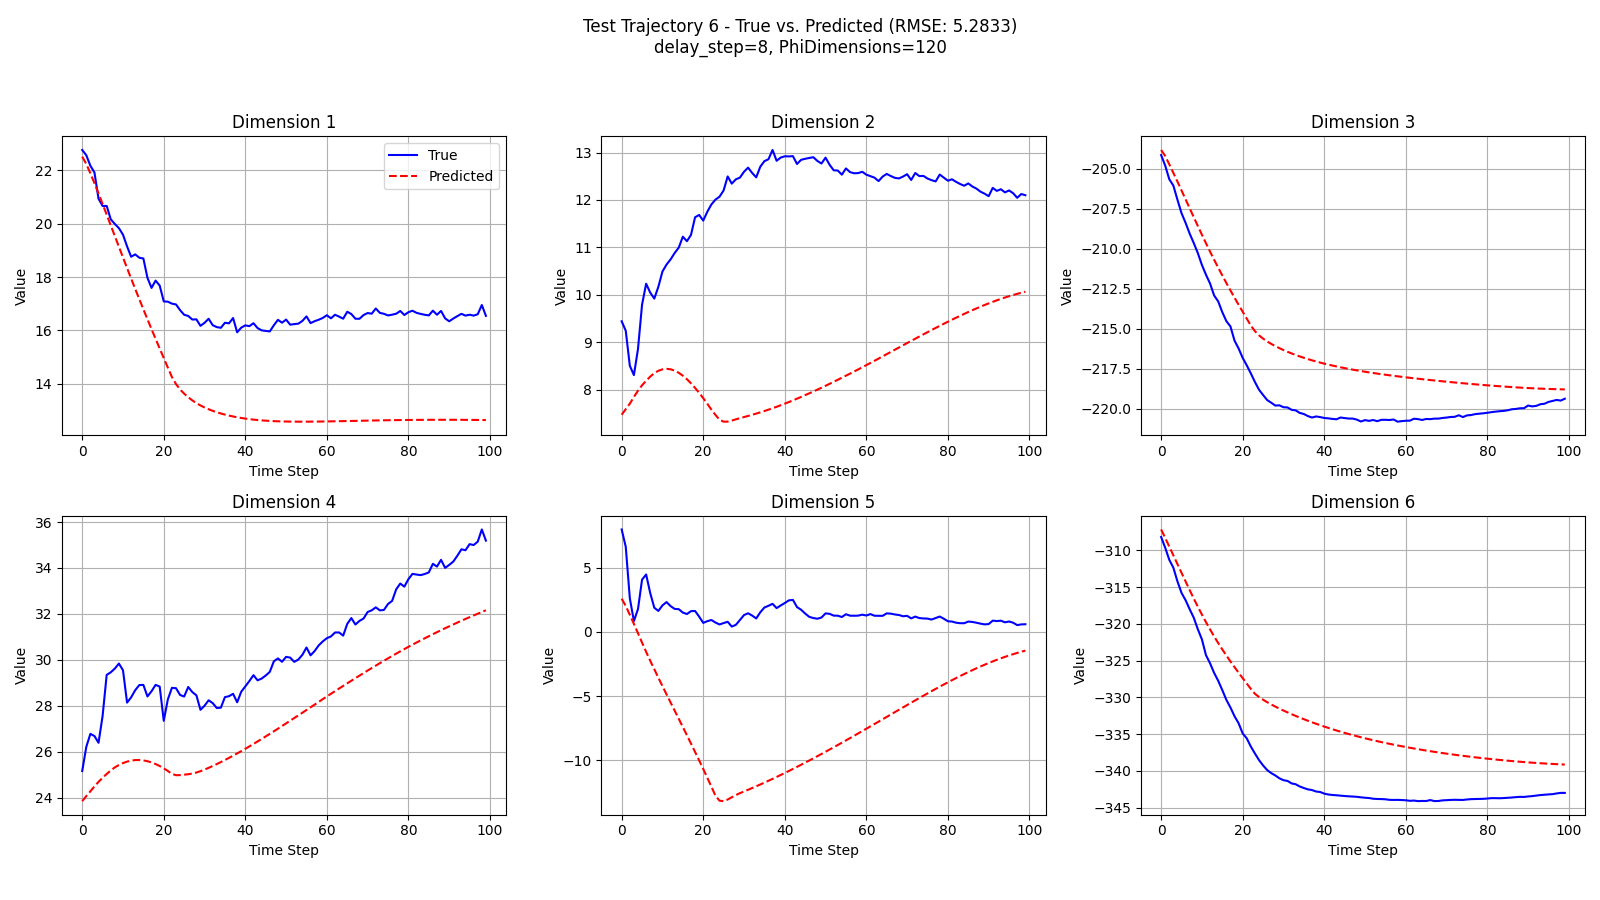 Test Trajectory 6 - True vs. Predicted (RMSE: 5.2833)
delay_step=8, PhiDimensions=120
Dimension 1
Value
22
20
18
16
14
0 20 40 60 80 100
Time Step
True
Predicted
Dimension 2
Value
13
12
11
10
9
8
0 20 40 60 80 100
Time Step
Dimension 3
Value
−205.0
−207.5
−210.0
−212.5
−215.0
−217.5
−220.0
0 20 40 60 80 100
Time Step
Dimension 4
Value
36
34
32
30
28
26
24
0 20 40 60 80 100
Time Step
Dimension 5
Value
5
0
−5
−10
0 20 40 60 80 100
Time Step
Dimension 6
Value
−310
−315
−320
−325
−330
−335
−340
−345
0 20 40 60 80 100
Time Step